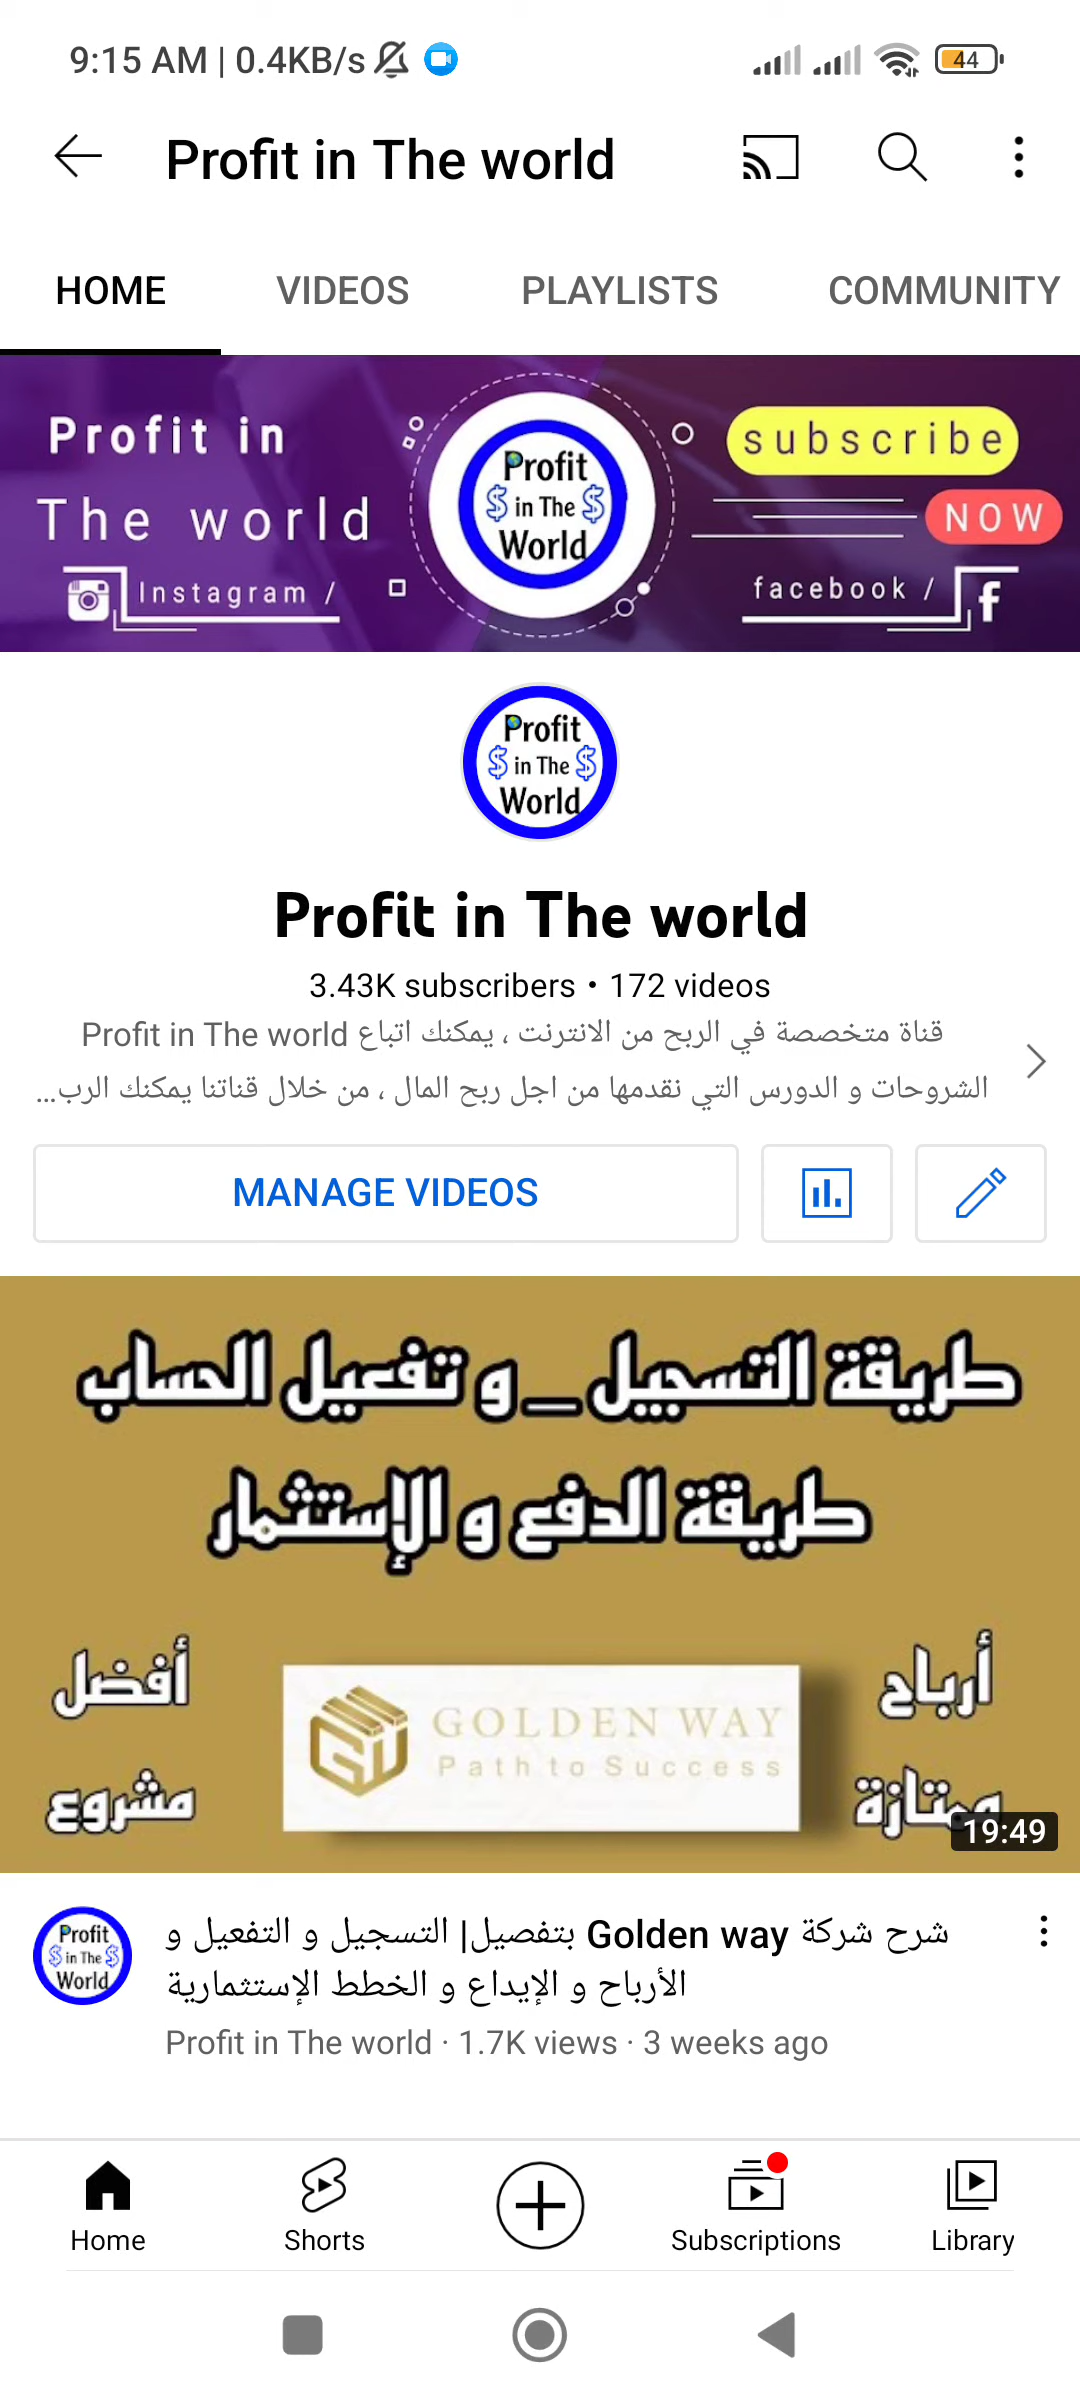 9:15 AM | 0.4KB/s
44
Profit in The world
HOME VIDEOS PLAYLISTS COMMUNITY
Profit in
The world
Instagram /
Profit
$ in The $
World
subscribe
NOW
facebook /
Profit
$ in The $
World
Profit in The world
3.43K subscribers • 172 videos
قناة متخصصة في الربح من الانترنت ، يمكنك اتباع Profit in The world
الشروحات و الدورس التي نقدمها من اجل ربح المال ، من خلال قناتنا يمكنك الرب...
MANAGE VIDEOS
طريقة التسجيل _ و تفعيل الحساب
طريقة الدفع و الإستثمار
أرباح
ممتازة
أفضل
مشروع
GOLDEN WAY
Path to Success
19:49
Profit
$ in The $
World
شرح شركة Golden way بتفصيل| التسجيل و التفعيل و
الأرباح و الإيداع و الخطط الإستثمارية
Profit in The world · 1.7K views · 3 weeks ago
Home Shorts Subscriptions Library